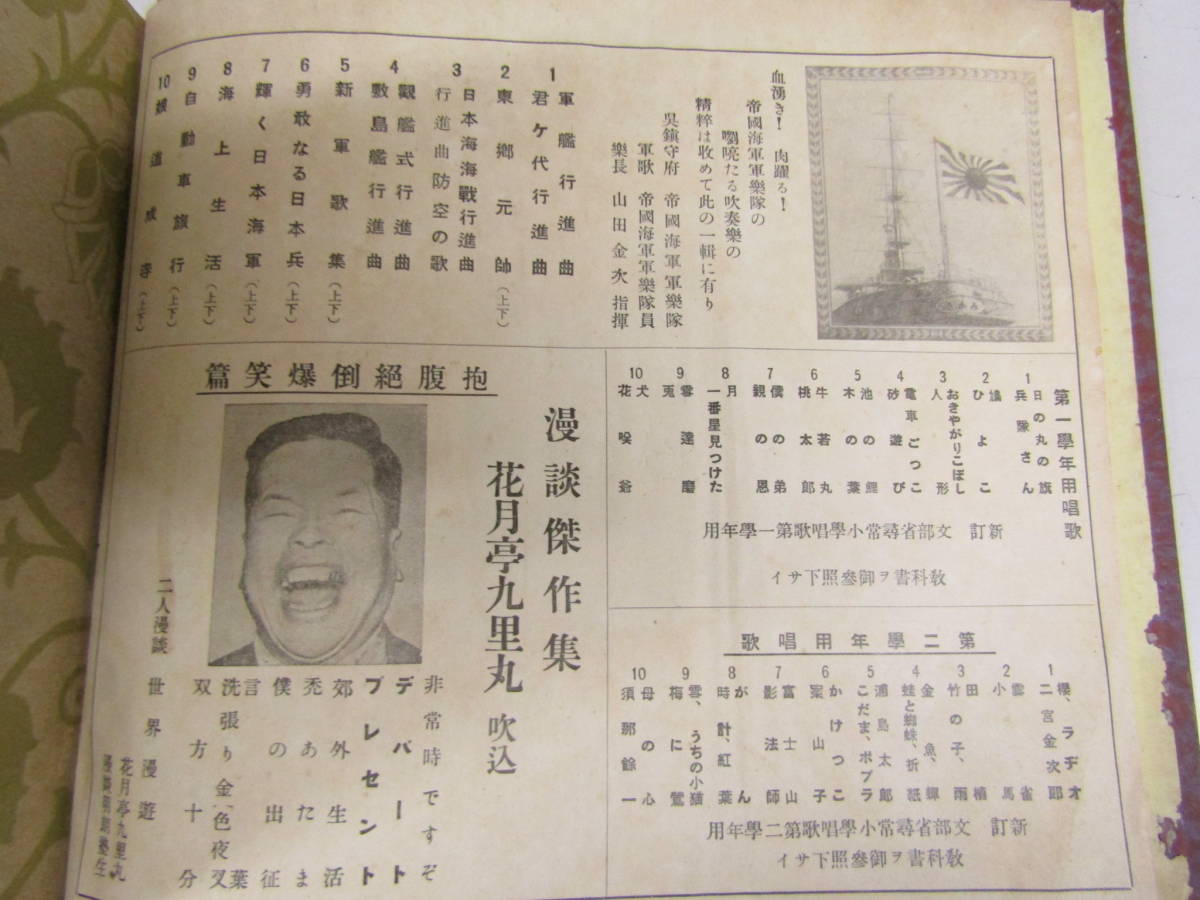 血湧き！ 肉躍る！
帝國海軍軍樂隊の
嚠喨たる吹奏樂の
精粹は收めて此の一輯に有り
吳鎭守府 帝國海軍軍樂隊
軍歌 帝國海軍軍樂隊員
樂長 山田金次 指揮
1 軍艦行進曲
君ケ代行進曲
2 東鄕元帥（上下）
3 日本海海戰行進曲
行進曲防空の歌
4 觀艦式行進曲
敷島艦行進曲
5 新軍歌集（上下）
6 勇敢なる日本兵（上下）
7 輝く日本海軍（上下）
8 海上生活（上下）
9 自動車旅行（上下）
10 娘道成寺（上下）
第一學年用唱歌
1 日の丸の旗
兵隊さん
2 鳩
ひよこ
3 おきやがりこぼし
人形
4 電車ごつこ
砂遊び
5 池の鯉
木の葉
6 牛若丸
桃太郎
7 僕の弟
親の恩
8 一番星見つけた
月
9 雪達磨
兎
10 犬
花咲爺
新訂 文部省尋常小學唱歌第一學年用
敎科書ヲ御參照下サイ
第二學年用唱歌
1 櫻、ラヂオ
二宮金次郎
2 雲雀
小馬
3 田植
竹の子、雨
4 金魚、蟬
蛙と蜘蛛、折紙
5 浦島太郎
こだま、ポプラ
6 かけつこ
案山子
7 富士山
影法師
8 時計、紅葉
がん
9 雪、うちの小猫
梅に鶯
10 母の心
須那餘一
新訂 文部省尋常小學唱歌第二學年用
敎科書ヲ御參照下サイ
抱腹絕倒爆笑篇
漫談傑作集
花月亭九里丸 吹込
非常時ですぞ
デパート
プレセント
郊外生活
禿あたま
僕の出征
言葉
洗張り金色夜叉
双方十分
二人漫談 世界漫遊
花月亭九里丸